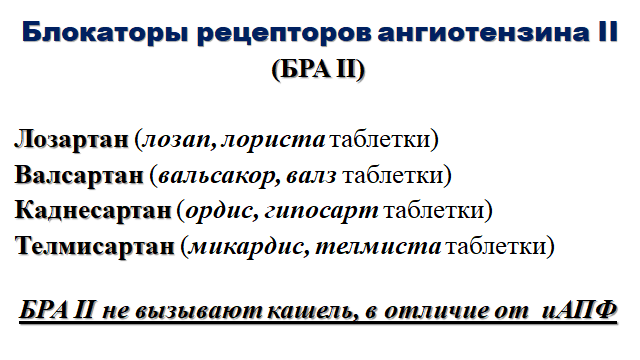 Блокаторы рецепторов ангиотензина II
(БРА II)
Лозартан (лозап, лориста таблетки)
Валсартан (вальсакор, валз таблетки)
Каднесартан (ордис, гипосарт таблетки)
Телмисартан (микардис, телмиста таблетки)
БРА II не вызывают кашель, в отличие от иАПФ